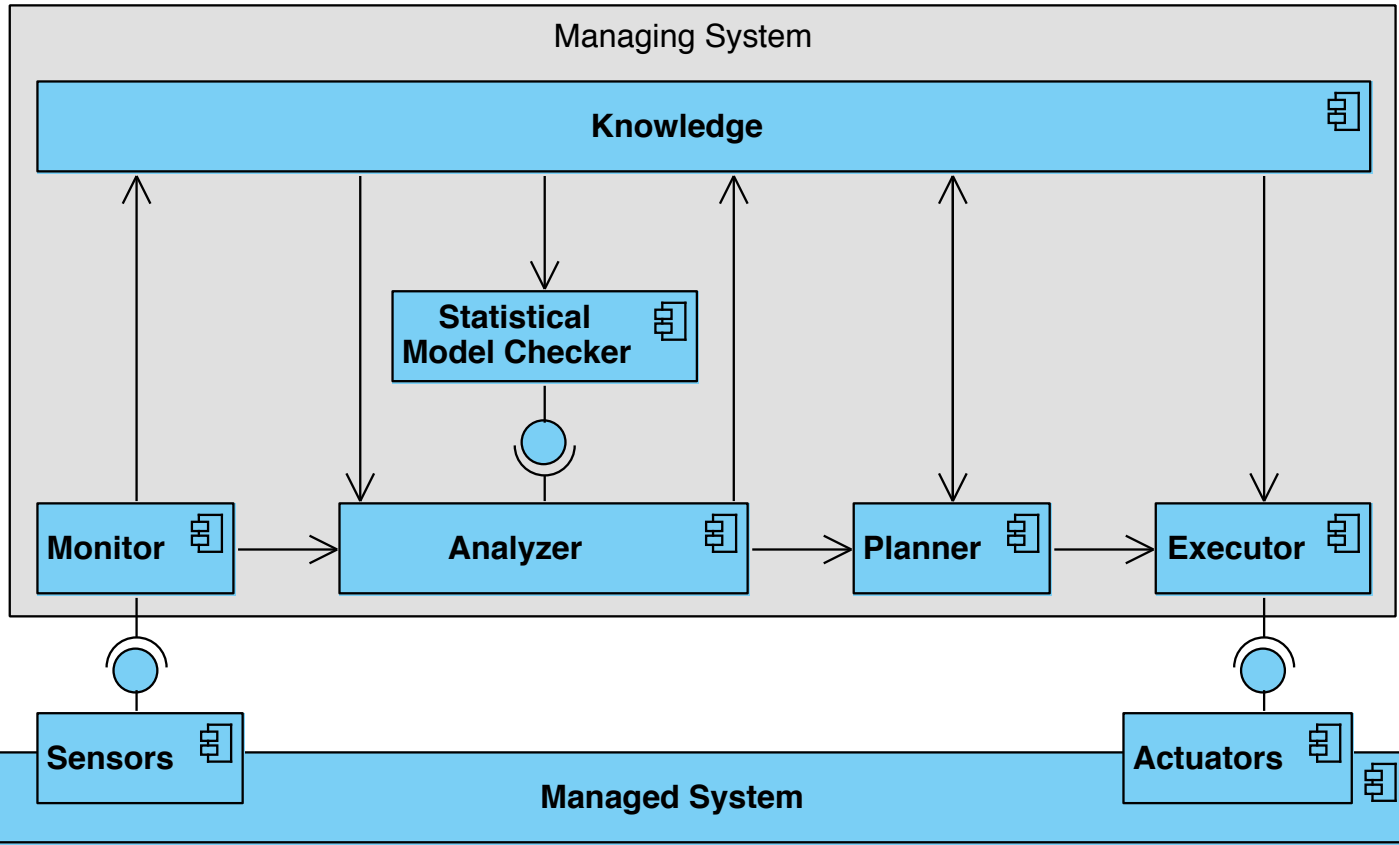 Managing System
Knowledge
Statistical
Model Checker
Monitor
Analyzer
Planner
Executor
Sensors
Actuators
Managed System